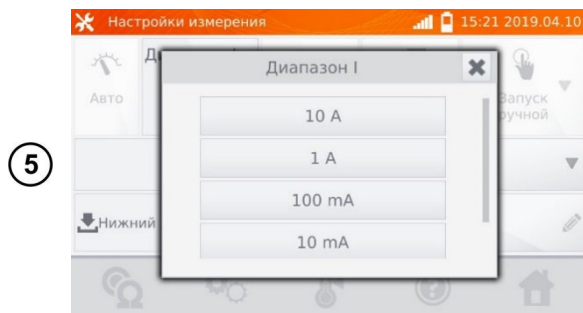 Настройки измерения 15:21 2019.04.10
Диапазон I
Авто
Запуск
ручной
10 A
1 A
100 mA
10 mA
5
Нижний